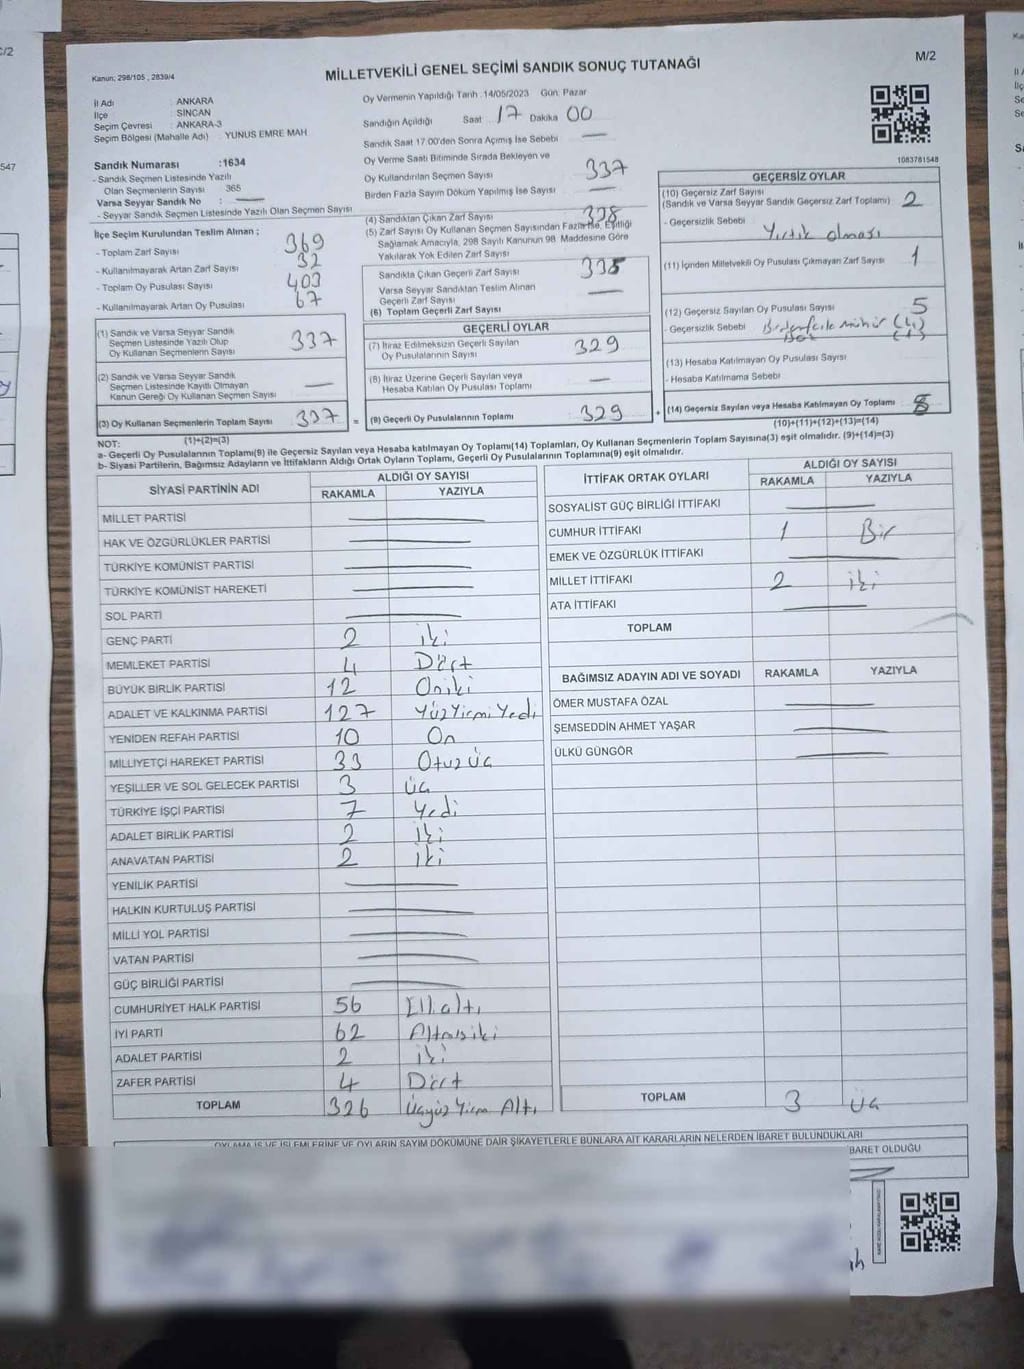 C/2
547
M/2
Kanun; 298/105 , 2839/4
MİLLETVEKİLİ GENEL SEÇİMİ SANDIK SONUÇ TUTANAĞI
İl Adı : ANKARA
İlçe : SİNCAN
Seçim Çevresi : ANKARA-3
Seçim Bölgesi (Mahalle Adı) : YUNUS EMRE MAH
Sandık Numarası :1634
- Sandık Seçmen Listesinde Yazılı
Olan Seçmenlerin Sayısı : 365
Varsa Seyyar Sandık No :
- Seyyar Sandık Seçmen Listesinde Yazılı Olan Seçmen Sayısı
İlçe Seçim Kurulundan Teslim Alınan ;
- Toplam Zarf Sayısı 369
- Kullanılmayarak Artan Zarf Sayısı 32
- Toplam Oy Pusulası Sayısı 403
- Kullanılmayarak Artan Oy Pusulası 67
(1) Sandık ve Varsa Seyyar Sandık
Seçmen Listesinde Yazılı Olup
Oy Kullanan Seçmenlerin Sayısı 337
(2) Sandık ve Varsa Seyyar Sandık
Seçmen Listesinde Kayıtlı Olmayan
Kanun Gereği Oy Kullanan Seçmen Sayısı
(3) Oy Kullanan Seçmenlerin Toplam Sayısı 337
(1)+(2)=(3)
Oy Vermenin Yapıldığı Tarih :14/05/2023 Gün: Pazar
Sandığın Açıldığı Saat 17 Dakika 00
Sandık Saat 17.00'den Sonra Açımış İse Sebebi
Oy Verme Saati Bitiminde Sırada Bekleyen ve
Oy Kullandırılan Seçmen Sayısı 337
Birden Fazla Sayım Döküm Yapılmış İse Sayısı
(4) Sandıktan Çıkan Zarf Sayısı
(5) Zarf Sayısı Oy Kullanan Seçmen Sayısından Fazla İse, Eşitliği
Sağlamak Amacıyla, 298 Sayılı Kanunun 98 Maddesine Göre
Yakılarak Yok Edilen Zarf Sayısı
Sandıkta Çıkan Geçerli Zarf Sayısı
Varsa Seyyar Sandıktan Teslim Alınan
Geçerli Zarf Sayısı
(6) Toplam Geçerli Zarf Sayısı
GEÇERLİ OYLAR
(7) İtiraz Edilmeksizin Geçerli Sayılan
Oy Pusulalarının Sayısı 329
(8) İtiraz Üzerine Geçerli Sayılan veya
Hesaba Katılan Oy Pusulası Toplamı
= (9) Geçerli Oy Pusulalarının Toplamı 329
1083781548
GEÇERSİZ OYLAR
(10) Geçersiz Zarf Sayısı
(Sandık ve Varsa Seyyar Sandık Geçersiz Zarf Toplamı) 2
- Geçersizlik Sebebi
Yırtık olması
(11) İçinden Milletvekili Oy Pusulası Çıkmayan Zarf Sayısı 1
(12) Geçersiz Sayılan Oy Pusulası Sayısı 5
- Geçersizlik Sebebi
(13) Hesaba Katılmayan Oy Pusulası Sayısı
- Hesaba Katılmama Sebebi
+ (14) Geçersiz Sayılan veya Hesaba Katılmayan Oy Toplamı 8
(10)+(11)+(12)+(13)=(14)
NOT:
a- Geçerli Oy Pusulalarının Toplamı(9) ile Geçersiz Sayılan veya Hesaba katılmayan Oy Toplamı(14) Toplamları, Oy Kullanan Seçmenlerin Toplam Sayısına(3) eşit olmalıdır. (9)+(14)=(3)
b- Siyasi Partilerin, Bağımsız Adayların ve İttifakların Aldığı Ortak Oyların Toplamı, Geçerli Oy Pusulalarının Toplamına(9) eşit olmalıdır.
SİYASİ PARTİNİN ADI ALDIĞI OY SAYISI
RAKAMLA YAZIYLA
MİLLET PARTİSİ
HAK VE ÖZGÜRLÜKLER PARTİSİ
TÜRKİYE KOMÜNİST PARTİSİ
TÜRKİYE KOMÜNİST HAREKETİ
SOL PARTİ
GENÇ PARTİ 2 iki
MEMLEKET PARTİSİ 4 Dört
BÜYÜK BİRLİK PARTİSİ 12 Oniki
ADALET VE KALKINMA PARTİSİ 127 Yüz Yirmi Yedi
YENİDEN REFAH PARTİSİ 10 On
MİLLİYETÇİ HAREKET PARTİSİ 33 Otuz Üç
YEŞİLLER VE SOL GELECEK PARTİSİ 3 Üç
TÜRKİYE İŞÇİ PARTİSİ 7 Yedi
ADALET BİRLİK PARTİSİ 2 iki
ANAVATAN PARTİSİ 2 iki
YENİLİK PARTİSİ
HALKIN KURTULUŞ PARTİSİ
MİLLİ YOL PARTİSİ
VATAN PARTİSİ
GÜÇ BİRLİĞİ PARTİSİ
CUMHURİYET HALK PARTİSİ 56 Elli altı
İYİ PARTİ 62 Altmışiki
ADALET PARTİSİ 2 iki
ZAFER PARTİSİ 4 Dört
TOPLAM 326 Üçyüz Yirmi Altı
İTTİFAK ORTAK OYLARI ALDIĞI OY SAYISI
RAKAMLA YAZIYLA
SOSYALİST GÜÇ BİRLİĞİ İTTİFAKI
CUMHUR İTTİFAKI 1 Bir
EMEK VE ÖZGÜRLÜK İTTİFAKI
MİLLET İTTİFAKI 2 iki
ATA İTTİFAKI
TOPLAM
BAĞIMSIZ ADAYIN ADI VE SOYADI RAKAMLA YAZIYLA
ÖMER MUSTAFA ÖZAL
ŞEMSEDDİN AHMET YAŞAR
ÜLKÜ GÜNGÖR
TOPLAM 3 Üç
OYLAMA İŞ VE İŞLEMLERİNE VE OYLARIN SAYIM DÖKÜMÜNE DAİR ŞİKAYETLERLE BUNLARA AİT KARARLARIN NELERDEN İBARET BULUNDUKLARI
BARET OLDUĞU